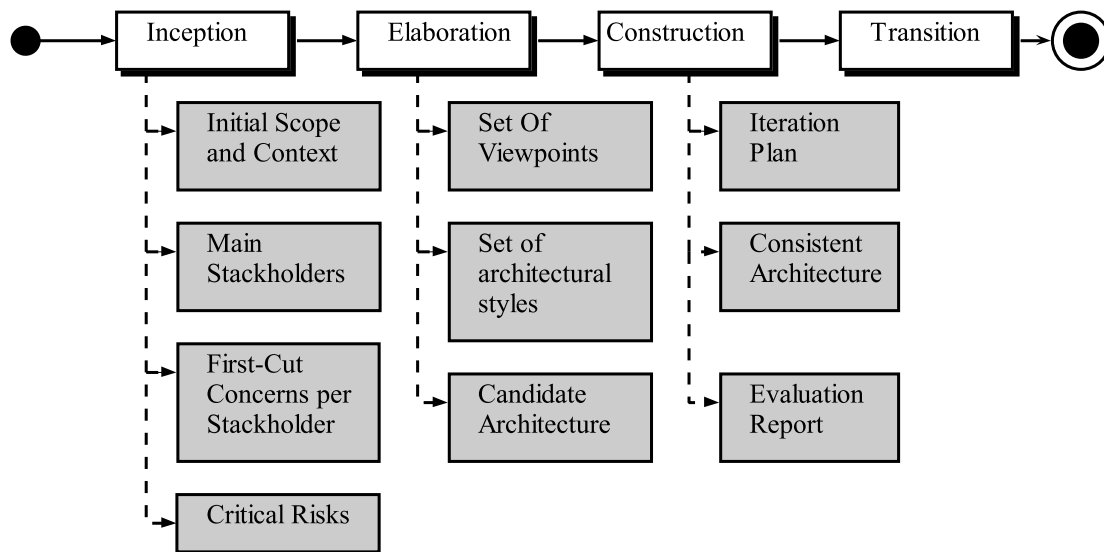 Inception
Elaboration
Construction
Transition
Initial Scope
and Context
Main
Stackholders
First-Cut
Concerns per
Stackholder
Critical Risks
Set Of
Viewpoints
Set of
architectural
styles
Candidate
Architecture
Iteration
Plan
Consistent
Architecture
Evaluation
Report